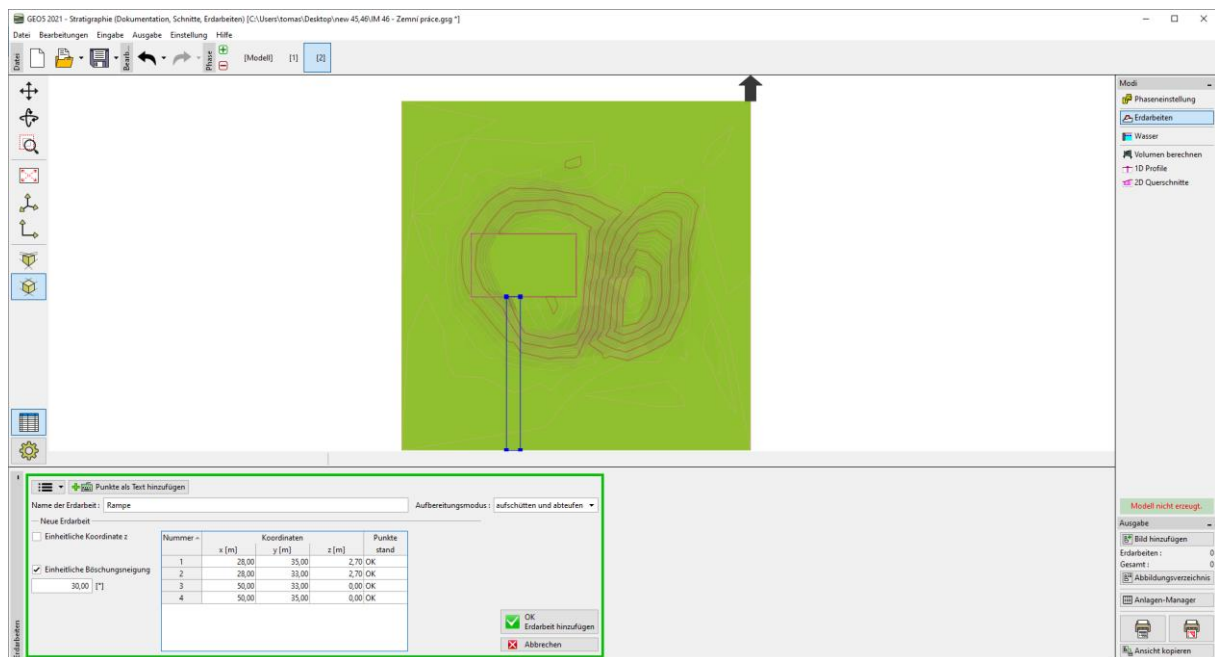 GEO5 2021 - Stratigraphie (Dokumentation, Schnitte, Erdarbeiten) [C:\Users\tomas\Desktop\new 45,46\IM 46 - Zemní práce.gsg *]
Datei Bearbeitungen Eingabe Ausgabe Einstellung Hilfe
Datei
Bearb...
Phase
[Modell] [1] [2]
Modi
Phaseneinstellung
Erdarbeiten
Wasser
Volumen berechnen
1D Profile
2D Querschnitte
Punkte als Text hinzufügen
Name der Erdarbeit : Rampe Aufbereitungsmodus : aufschütten und abteufen
Neue Erdarbeit
Einheitliche Koordinate z
Einheitliche Böschungsneigung
30,00 [°]
Nummer Koordinaten Punkte
x [m] y [m] z [m] stand
1 28,00 35,00 2,70 OK
2 28,00 33,00 2,70 OK
3 50,00 33,00 0,00 OK
4 50,00 35,00 0,00 OK
OK
Erdarbeit hinzufügen
Abbrechen
Erdarbeiten
Modell nicht erzeugt.
Ausgabe
Bild hinzufügen
Erdarbeiten : 0
Gesamt : 0
Abbildungsverzeichnis
Anlagen-Manager
Ansicht kopieren